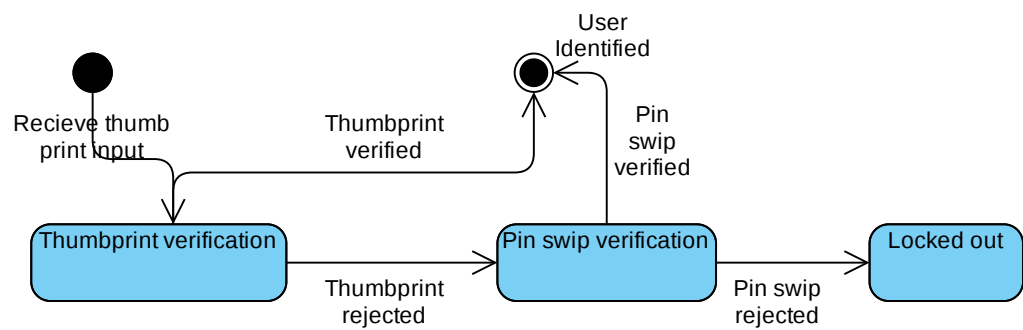 User
Identified
Recieve thumb
print input
Thumbprint
verified
Pin
swip
verified
Thumbprint verification
Pin swip verification
Locked out
Thumbprint
rejected
Pin swip
rejected